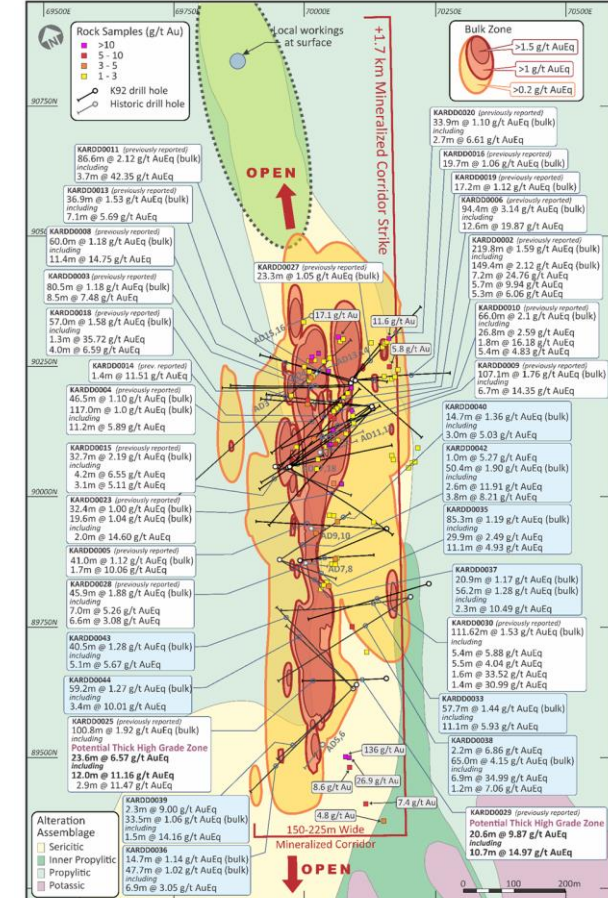 69500E
69750E
70000E
70250E
70500E
Rock Samples (g/t Au)
>10
5 - 10
3 - 5
1 - 3
K92 drill hole
Historic drill hole
Local workings
at surface
+1.7 km Mineralized Corridor Strike
Bulk Zone
>1.5 g/t AuEq
>1 g/t AuEq
>0.2 g/t AuEq
90750N
OPEN
KARDD0011 (previously reported)
86.6m @ 2.12 g/t AuEq (bulk)
including
3.7m @ 42.35 g/t AuEq
KARDD0013 (previously reported)
36.9m @ 1.53 g/t AuEq (bulk)
including
7.1m @ 5.69 g/t AuEq
KARDD0008 (previously reported)
60.0m @ 1.18 g/t AuEq (bulk)
including
11.4m @ 14.75 g/t AuEq
KARDD0003 (previously reported)
80.5m @ 1.18 g/t AuEq (bulk)
8.5m @ 7.48 g/t AuEq
KARDD0018 (previously reported)
57.0m @ 1.58 g/t AuEq (bulk)
including
1.3m @ 35.72 g/t AuEq
4.0m @ 6.59 g/t AuEq
KARDD0014 (prev. reported)
1.4m @ 11.51 g/t AuEq
KARDD0004 (previously reported)
46.5m @ 1.10 g/t AuEq (bulk)
117.0m @ 1.0 g/t AuEq (bulk)
including
11.2m @ 5.89 g/t AuEq
KARDD0015 (previously reported)
32.7m @ 2.19 g/t AuEq (bulk)
including
4.2m @ 6.55 g/t AuEq
3.1m @ 5.11 g/t AuEq
90000N
KARDD0023 (previously reported)
32.4m @ 1.00 g/t AuEq (bulk)
19.6m @ 1.04 g/t AuEq (bulk)
including
2.0m @ 14.60 g/t AuEq
KARDD0005 (previously reported)
41.0m @ 1.12 g/t AuEq (bulk)
1.7m @ 10.06 g/t AuEq
KARDD0028 (previously reported)
45.9m @ 1.88 g/t AuEq (bulk)
including
7.0m @ 5.26 g/t AuEq
6.6m @ 3.08 g/t AuEq
89750N
KARDD0043
40.5m @ 1.28 g/t AuEq (bulk)
including
5.1m @ 5.67 g/t AuEq
KARDD0044
59.2m @ 1.27 g/t AuEq (bulk)
including
3.4m @ 10.01 g/t AuEq
KARDD0025 (previously reported)
100.8m @ 1.92 g/t AuEq (bulk)
including
Potential Thick High Grade Zone
23.6m @ 6.57 g/t AuEq
including
12.0m @ 11.16 g/t AuEq
2.9m @ 11.47 g/t AuEq
89500N
KARDD0039
2.3m @ 9.00 g/t AuEq
33.5m @ 1.06 g/t AuEq (bulk)
including
1.5m @ 14.16 g/t AuEq
KARDD0036
14.7m @ 1.14 g/t AuEq (bulk)
47.7m @ 1.02 g/t AuEq (bulk)
including
6.9m @ 3.05 g/t AuEq
KARDD0027 (previously reported)
23.3m @ 1.05 g/t AuEq (bulk)
17.1 g/t Au
11.6 g/t Au
5.8 g/t Au
AD15,16
AD9,10
AD7,8
AD5,6
136 g/t Au
26.9 g/t Au
8.6 g/t Au
7.4 g/t Au
4.8 g/t Au
150-225m Wide
Mineralized Corridor
OPEN
KARDD0020 (previously reported)
33.9m @ 1.10 g/t AuEq (bulk)
including
2.7m @ 6.61 g/t AuEq
KARDD0016 (previously reported)
19.7m @ 1.06 g/t AuEq (bulk)
KARDD0019 (previously reported)
17.2m @ 1.12 g/t AuEq (bulk)
KARDD0006 (previously reported)
94.4m @ 3.14 g/t AuEq (bulk)
including
12.6m @ 19.87 g/t AuEq
KARDD0002 (previously reported)
219.8m @ 1.59 g/t AuEq (bulk)
including
149.4m @ 2.12 g/t AuEq (bulk)
7.2m @ 24.76 g/t AuEq
5.7m @ 9.94 g/t AuEq
5.3m @ 6.06 g/t AuEq
KARDD0010 (previously reported)
66.0m @ 2.1 g/t AuEq (bulk)
including
26.8m @ 2.59 g/t AuEq
1.8m @ 16.18 g/t AuEq
5.4m @ 4.83 g/t AuEq
KARDD0009 (previously reported)
107.1m @ 1.76 g/t AuEq (bulk)
including
6.7m @ 14.35 g/t AuEq
KARDD0040
14.7m @ 1.36 g/t AuEq (bulk)
including
3.0m @ 5.03 g/t AuEq
KARDD0042
1.0m @ 5.27 g/t AuEq
50.4m @ 1.90 g/t AuEq (bulk)
including
2.6m @ 11.91 g/t AuEq
3.8m @ 8.21 g/t AuEq
KARDD0035
85.3m @ 1.19 g/t AuEq (bulk)
including
29.9m @ 2.49 g/t AuEq
11.1m @ 4.93 g/t AuEq
KARDD0037
20.9m @ 1.17 g/t AuEq (bulk)
56.2m @ 1.28 g/t AuEq (bulk)
including
2.3m @ 10.49 g/t AuEq
KARDD0030 (previously reported)
111.62m @ 1.53 g/t AuEq (bulk)
including
5.4m @ 5.88 g/t AuEq
5.5m @ 4.04 g/t AuEq
1.6m @ 33.52 g/t AuEq
1.4m @ 30.99 g/t AuEq
KARDD0033
57.7m @ 1.44 g/t AuEq (bulk)
including
11.1m @ 5.93 g/t AuEq
KARDD0038
2.2m @ 6.86 g/t AuEq
65.0m @ 4.15 g/t AuEq (bulk)
including
6.9m @ 34.99 g/t AuEq
1.2m @ 7.06 g/t AuEq
KARDD0029 (previously reported)
Potential Thick High Grade Zone
20.6m @ 9.87 g/t AuEq
including
10.7m @ 14.97 g/t AuEq
Alteration
Assemblage
Sericitic
Inner Propylitic
Propylitic
Potassic
0
100
200m